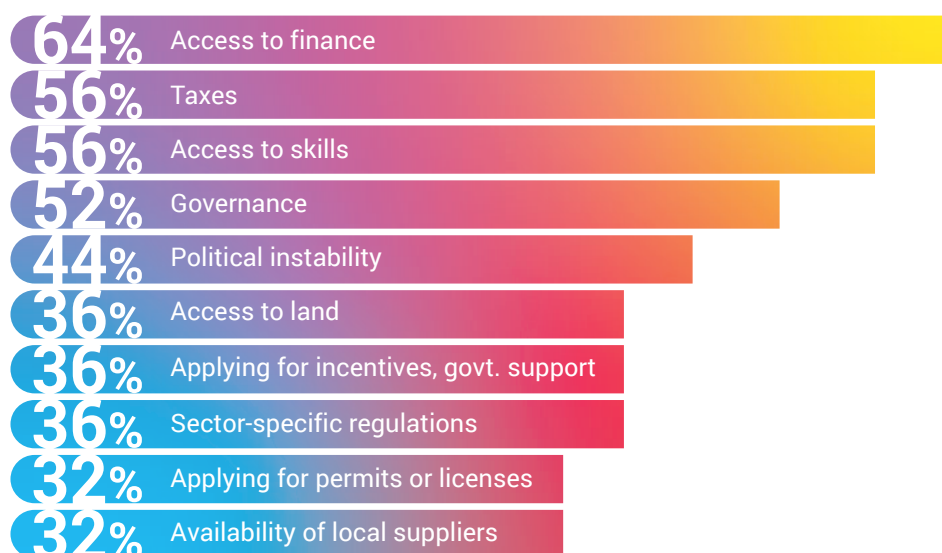 64% Access to finance
56% Taxes
56% Access to skills
52% Governance
44% Political instability
36% Access to land
36% Applying for incentives, govt. support
36% Sector-specific regulations
32% Applying for permits or licenses
32% Availability of local suppliers